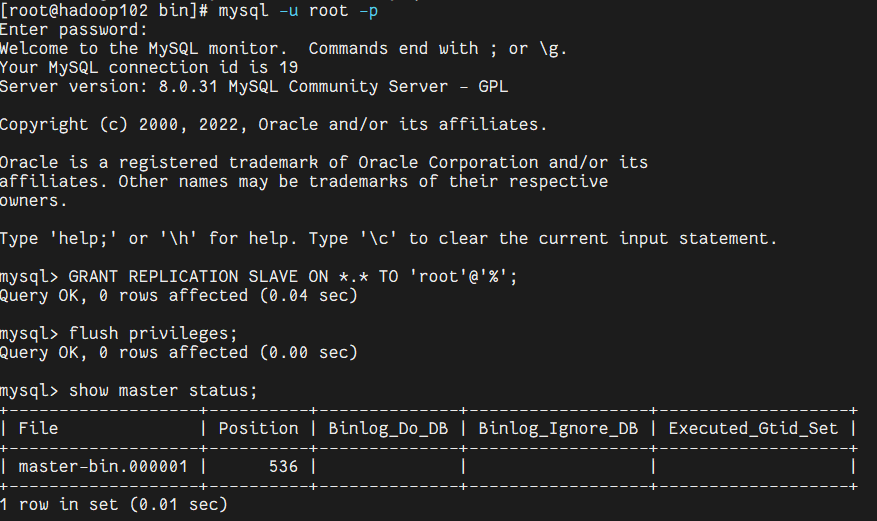 [root@hadoop102 bin]# mysql -u root -p
Enter password:
Welcome to the MySQL monitor.  Commands end with ; or \g.
Your MySQL connection id is 19
Server version: 8.0.31 MySQL Community Server - GPL
Copyright (c) 2000, 2022, Oracle and/or its affiliates.
Oracle is a registered trademark of Oracle Corporation and/or its
affiliates. Other names may be trademarks of their respective
owners.
Type 'help;' or '\h' for help. Type '\c' to clear the current input statement.
mysql> GRANT REPLICATION SLAVE ON *.* TO 'root'@'%';
Query OK, 0 rows affected (0.04 sec)
mysql> flush privileges;
Query OK, 0 rows affected (0.00 sec)
mysql> show master status;
+-------------------+----------+--------------+------------------+-------------------+
| File              | Position | Binlog_Do_DB | Binlog_Ignore_DB | Executed_Gtid_Set |
+-------------------+----------+--------------+------------------+-------------------+
| master-bin.000001 |      536 |              |                  |                   |
+-------------------+----------+--------------+------------------+-------------------+
1 row in set (0.01 sec)